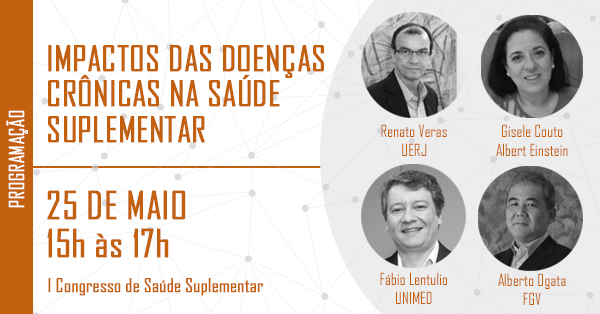 PROGRAMAÇÃO
IMPACTOS DAS DOENÇAS
CRÔNICAS NA SAÚDE
SUPLEMENTAR
25 DE MAIO
15h às 17h
I Congresso de Saúde Suplementar
Renato Veras
UERJ
Gisele Couto
Albert Einstein
Fábio Lentulio
UNIMED
Alberto Ogata
FGV